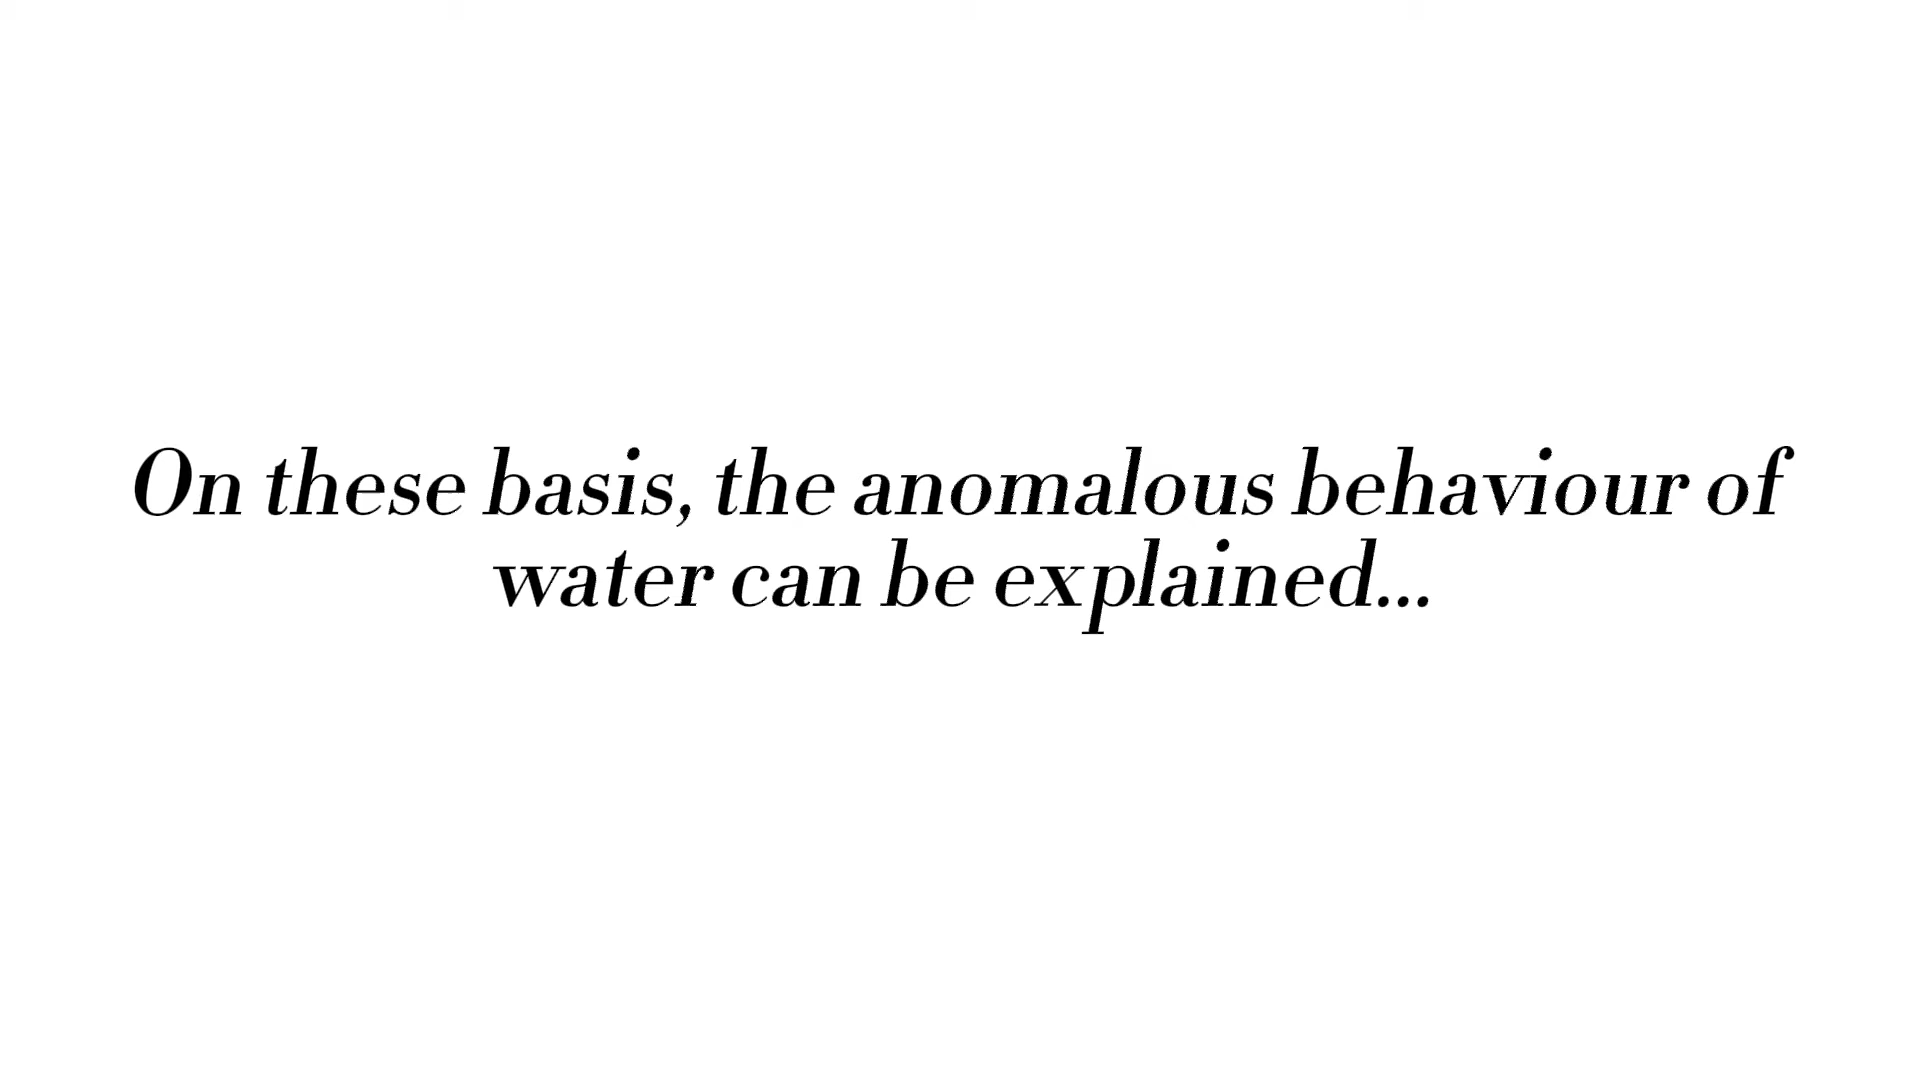 On these basis, the anomalous behaviour of
water can be explained...